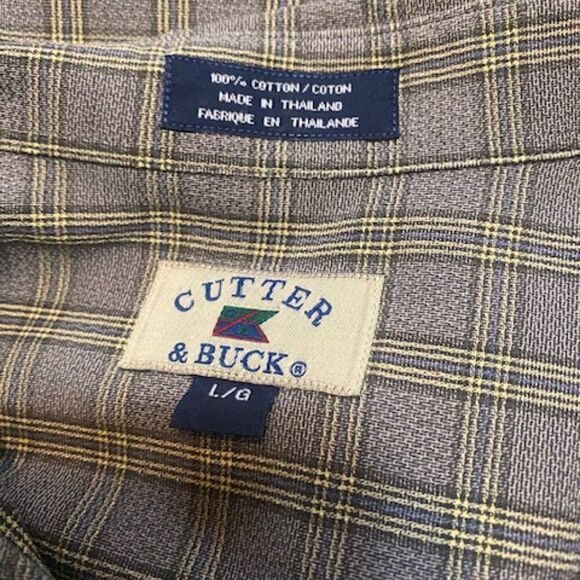 100% COTTON / COTON
MADE IN THAILAND
FABRIQUE EN THAILANDE
CUTTER
& BUCK®
L/G